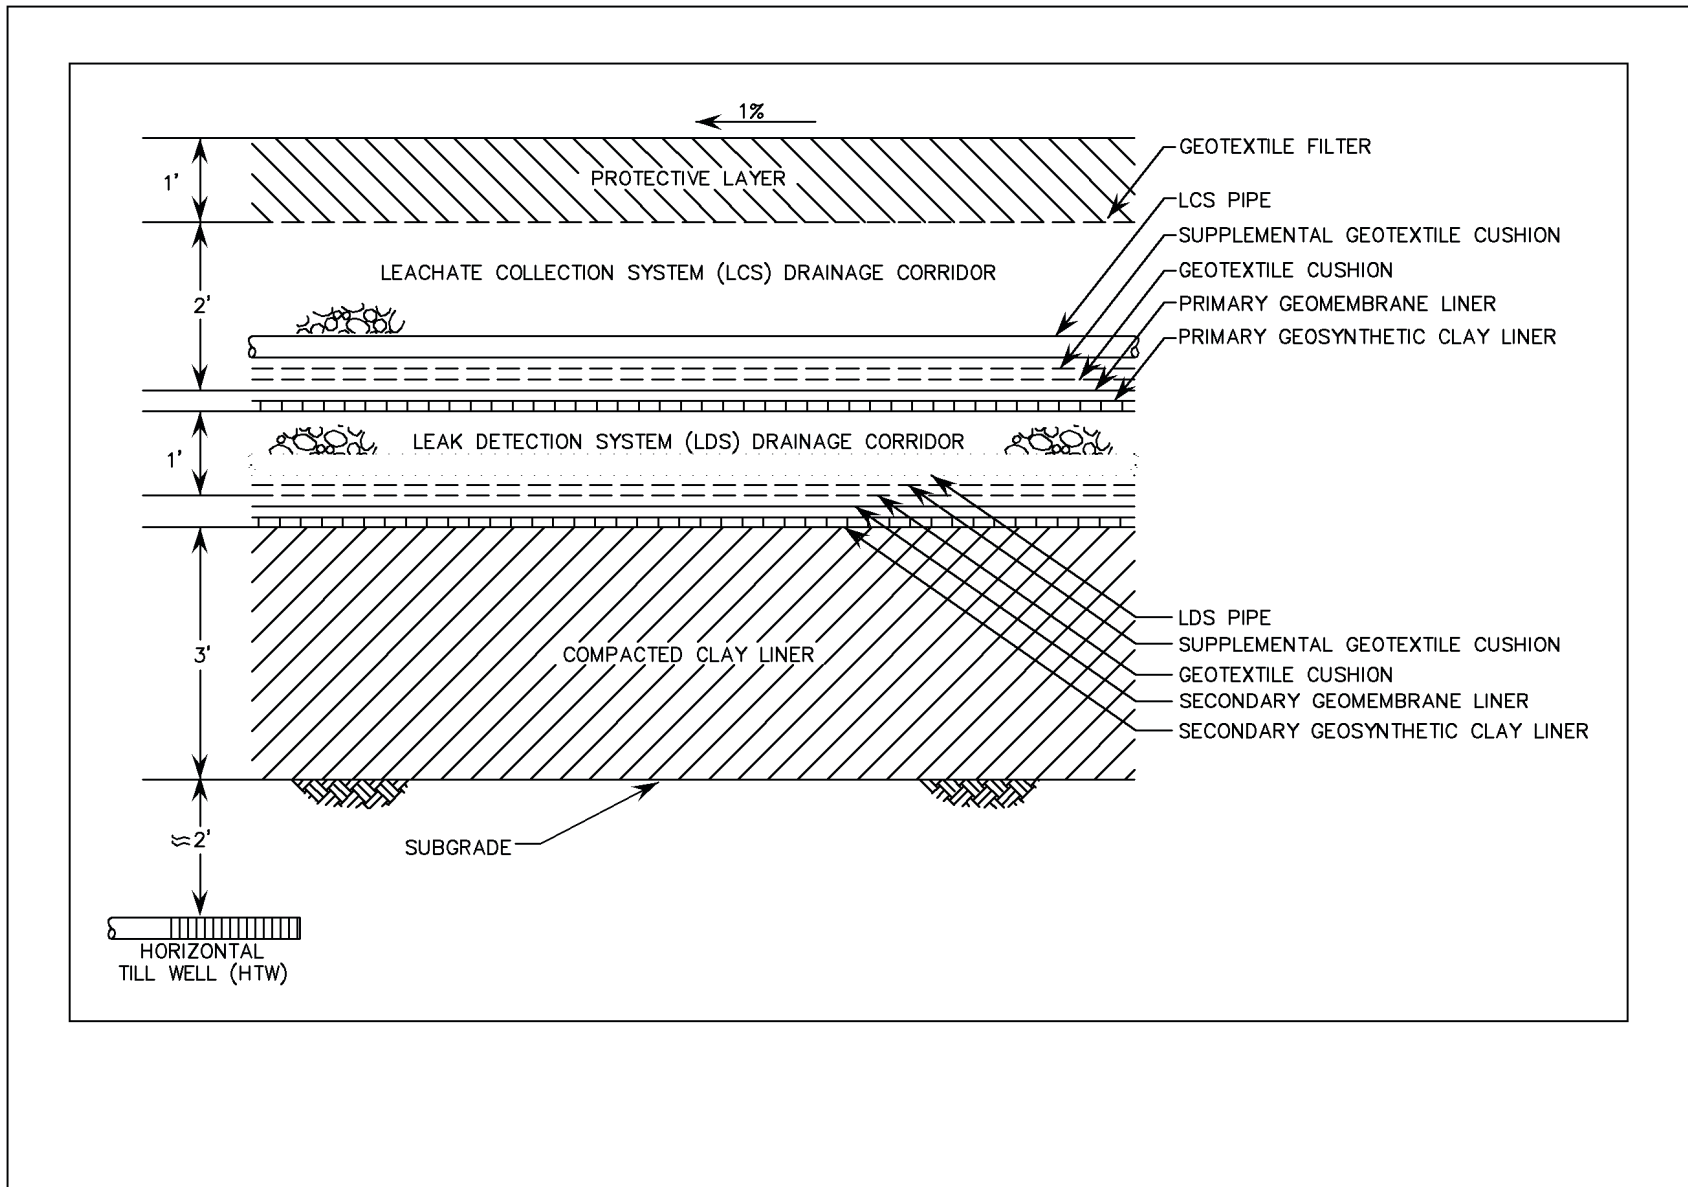 1%
GEOTEXTILE FILTER
1'
PROTECTIVE LAYER
LCS PIPE
SUPPLEMENTAL GEOTEXTILE CUSHION
LEACHATE COLLECTION SYSTEM (LCS) DRAINAGE CORRIDOR
GEOTEXTILE CUSHION
2'
PRIMARY GEOMEMBRANE LINER
PRIMARY GEOSYNTHETIC CLAY LINER
LEAK DETECTION SYSTEM (LDS) DRAINAGE CORRIDOR
1'
LDS PIPE
SUPPLEMENTAL GEOTEXTILE CUSHION
3'
COMPACTED CLAY LINER
GEOTEXTILE CUSHION
SECONDARY GEOMEMBRANE LINER
SECONDARY GEOSYNTHETIC CLAY LINER
≈2'
SUBGRADE
HORIZONTAL
TILL WELL (HTW)